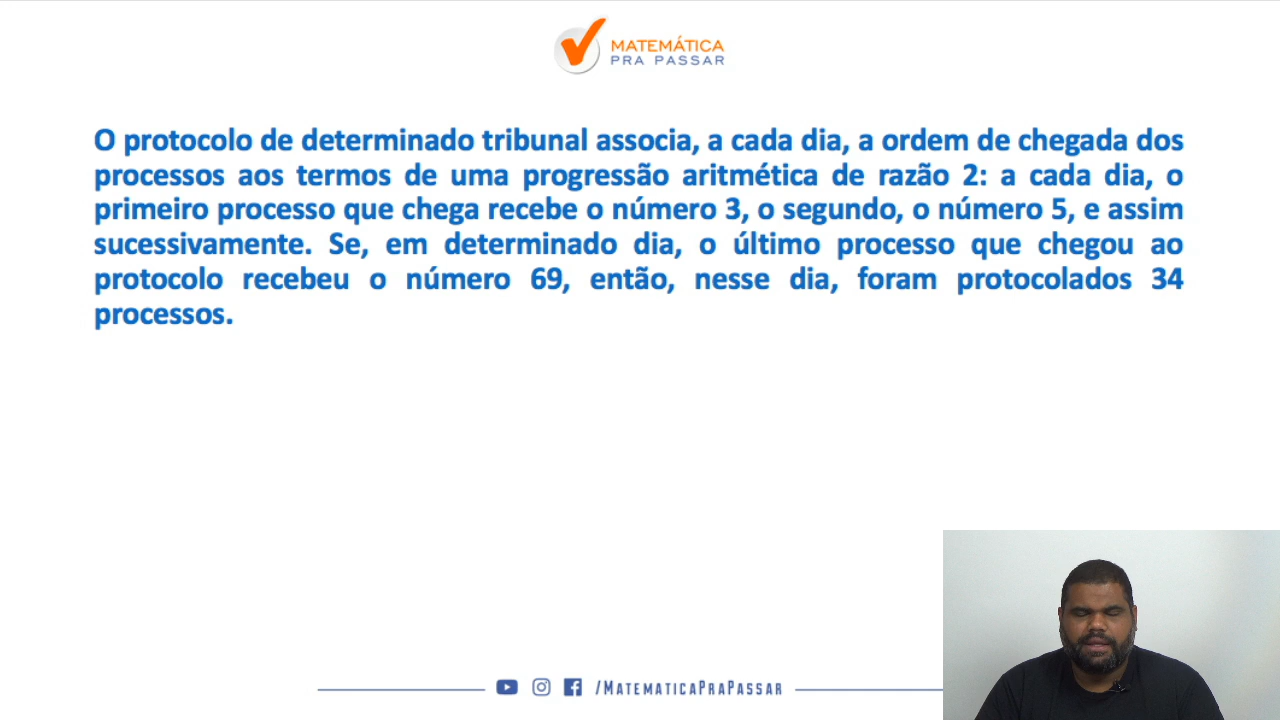 MATEMÁTICA
PRA PASSAR
O protocolo de determinado tribunal associa, a cada dia, a ordem de chegada dos
processos aos termos de uma progressão aritmética de razão 2: a cada dia, o
primeiro processo que chega recebe o número 3, o segundo, o número 5, e assim
sucessivamente. Se, em determinado dia, o último processo que chegou ao
protocolo recebeu o número 69, então, nesse dia, foram protocolados 34
processos.
/MATEMATICAPRAPASSAR